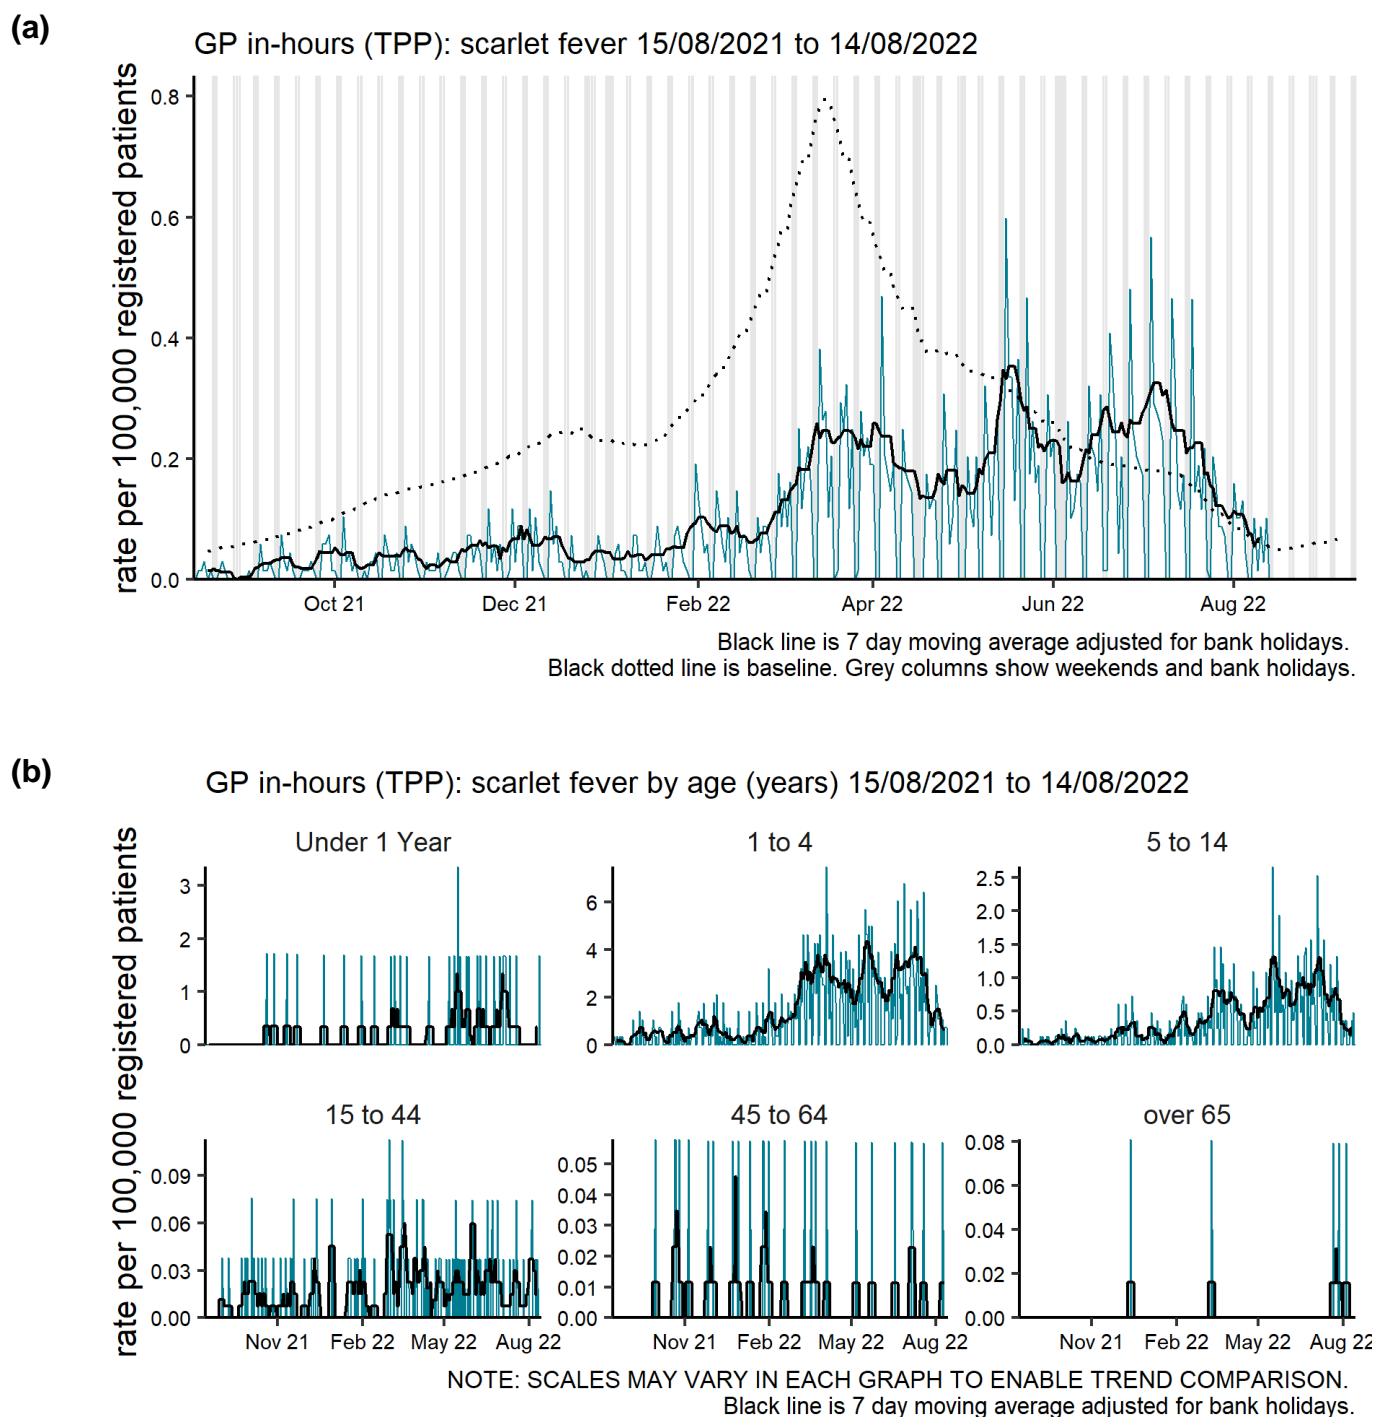 (a)
GP in-hours (TPP): scarlet fever 15/08/2021 to 14/08/2022
rate per 100,000 registered patients
0.8
0.6
0.4
0.2
0.0
Oct 21 Dec 21 Feb 22 Apr 22 Jun 22 Aug 22
Black line is 7 day moving average adjusted for bank holidays.
Black dotted line is baseline. Grey columns show weekends and bank holidays.
(b)
GP in-hours (TPP): scarlet fever by age (years) 15/08/2021 to 14/08/2022
rate per 100,000 registered patients
Under 1 Year
3
2
1
0
1 to 4
6
4
2
0
5 to 14
2.5
2.0
1.5
1.0
0.5
0.0
15 to 44
0.09
0.06
0.03
0.00
Nov 21 Feb 22 May 22 Aug 22
45 to 64
0.05
0.04
0.03
0.02
0.01
0.00
Nov 21 Feb 22 May 22 Aug 22
over 65
0.08
0.06
0.04
0.02
0.00
Nov 21 Feb 22 May 22 Aug 22
NOTE: SCALES MAY VARY IN EACH GRAPH TO ENABLE TREND COMPARISON.
Black line is 7 day moving average adjusted for bank holidays.